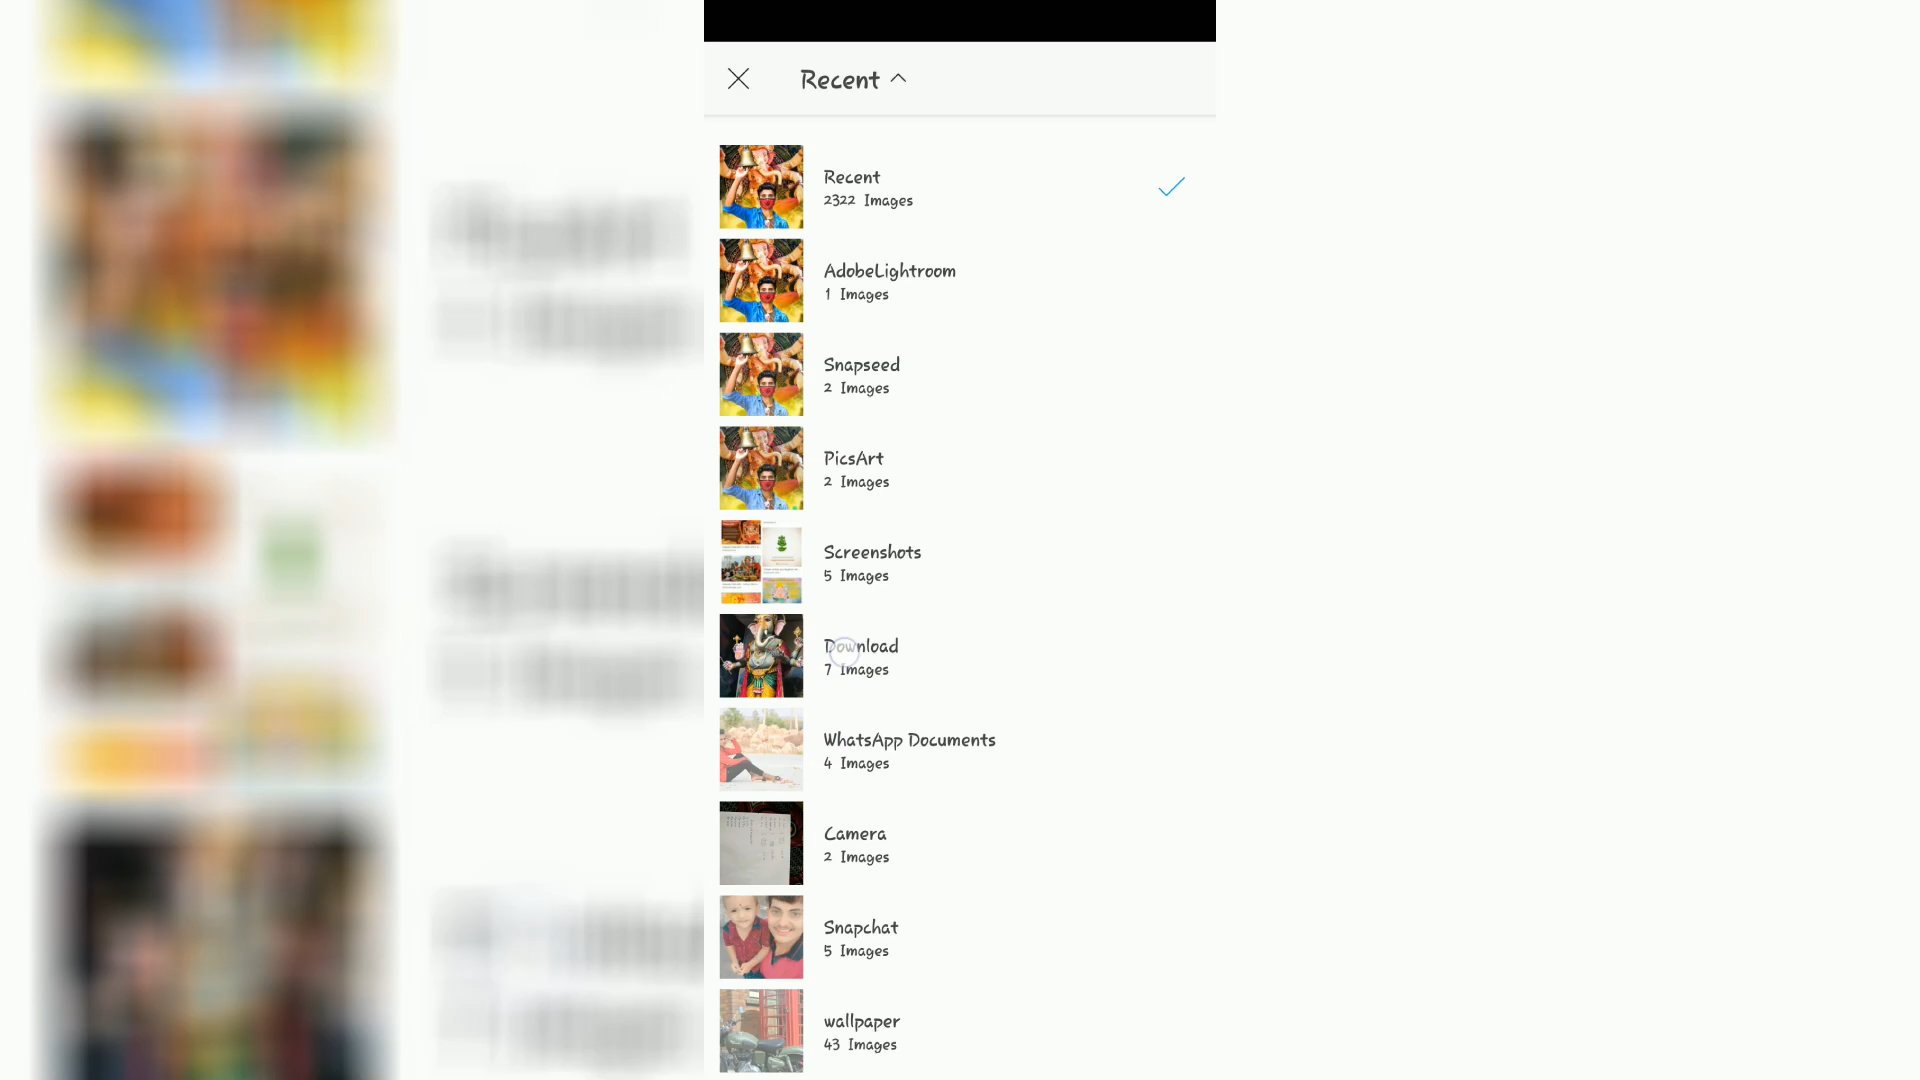 Recent
Recent
2322 Images
AdobeLightroom
1 Images
Snapseed
2 Images
PicsArt
2 Images
Screenshots
5 Images
Download
7 Images
WhatsApp Documents
4 Images
Camera
2 Images
Snapchat
5 Images
wallpaper
43 Images